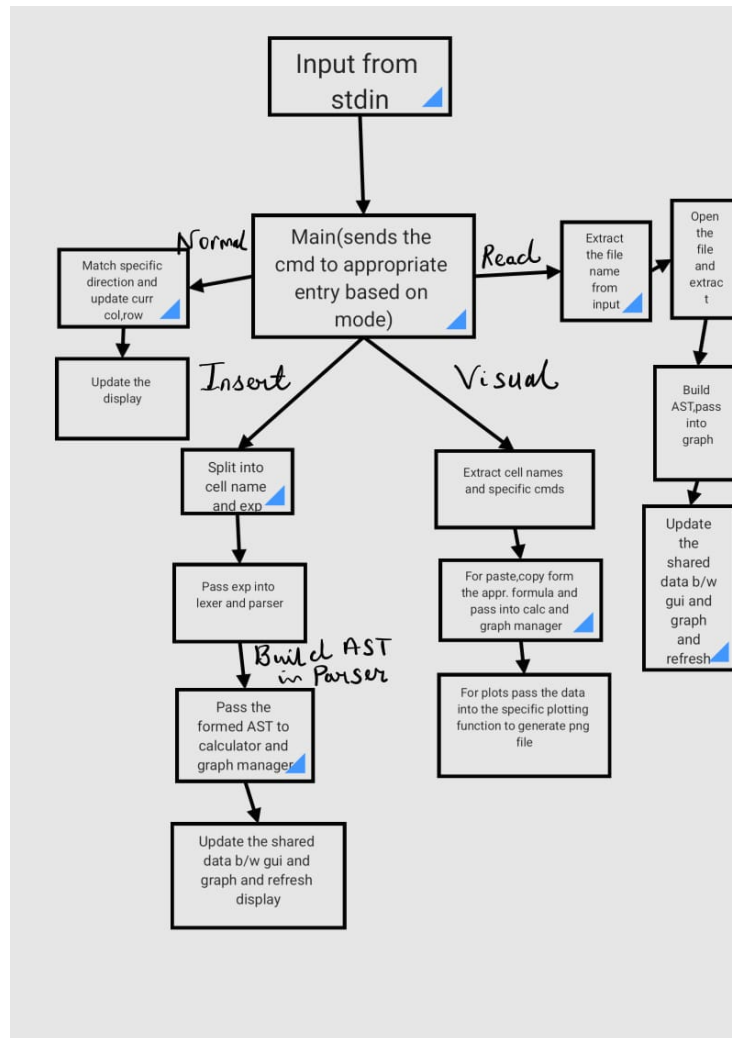 Input from
stdin
Main(sends the
cmd to appropriate
entry based on
mode)
Normal
Match specific
direction and
update curr
col,row
Update the
display
Insert
Split into
cell name
and exp
Pass exp into
lexer and parser
Build AST
in Parser
Pass the
formed AST to
calculator and
graph manager
Update the shared
data b/w gui and
graph and refresh
display
Visual
Extract cell names
and specific cmds
For paste,copy form
the appr. formula and
pass into calc and
graph manager
For plots pass the data
into the specific plotting
function to generate png
file
Read
Extract
the file
name
from
input
Open
the file
and
extrac
t
Build
AST,pass
into
graph
Update
the
shared
data b/w
gui and
graph
and
refresh